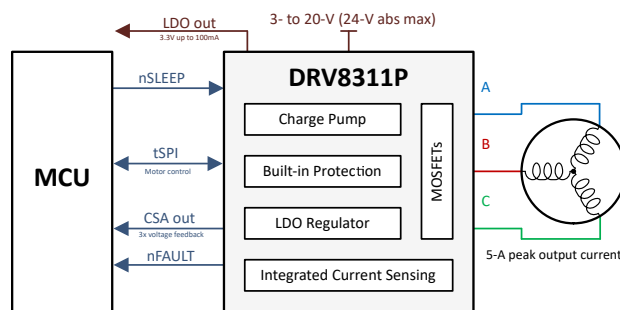 LDO out
3.3V up to 100mA
3- to 20-V (24-V abs max)
MCU
nSLEEP
tSPI
Motor control
CSA out
3x voltage feedback
nFAULT
DRV8311P
Charge Pump
Built-in Protection
LDO Regulator
Integrated Current Sensing
MOSFETs
A
B
C
5-A peak output current